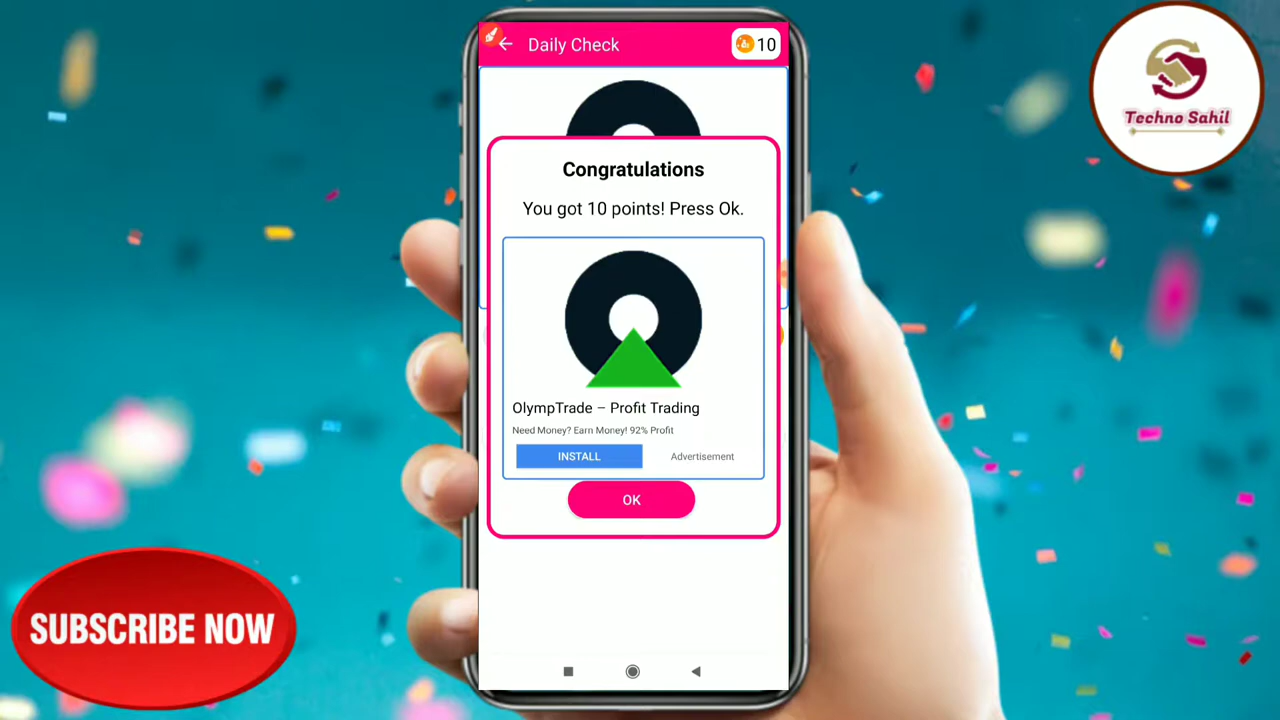 Daily Check
10
Techno Sahil
Congratulations
You got 10 points! Press Ok.
OlympTrade – Profit Trading
Need Money? Earn Money! 92% Profit
INSTALL
Advertisement
OK
SUBSCRIBE NOW